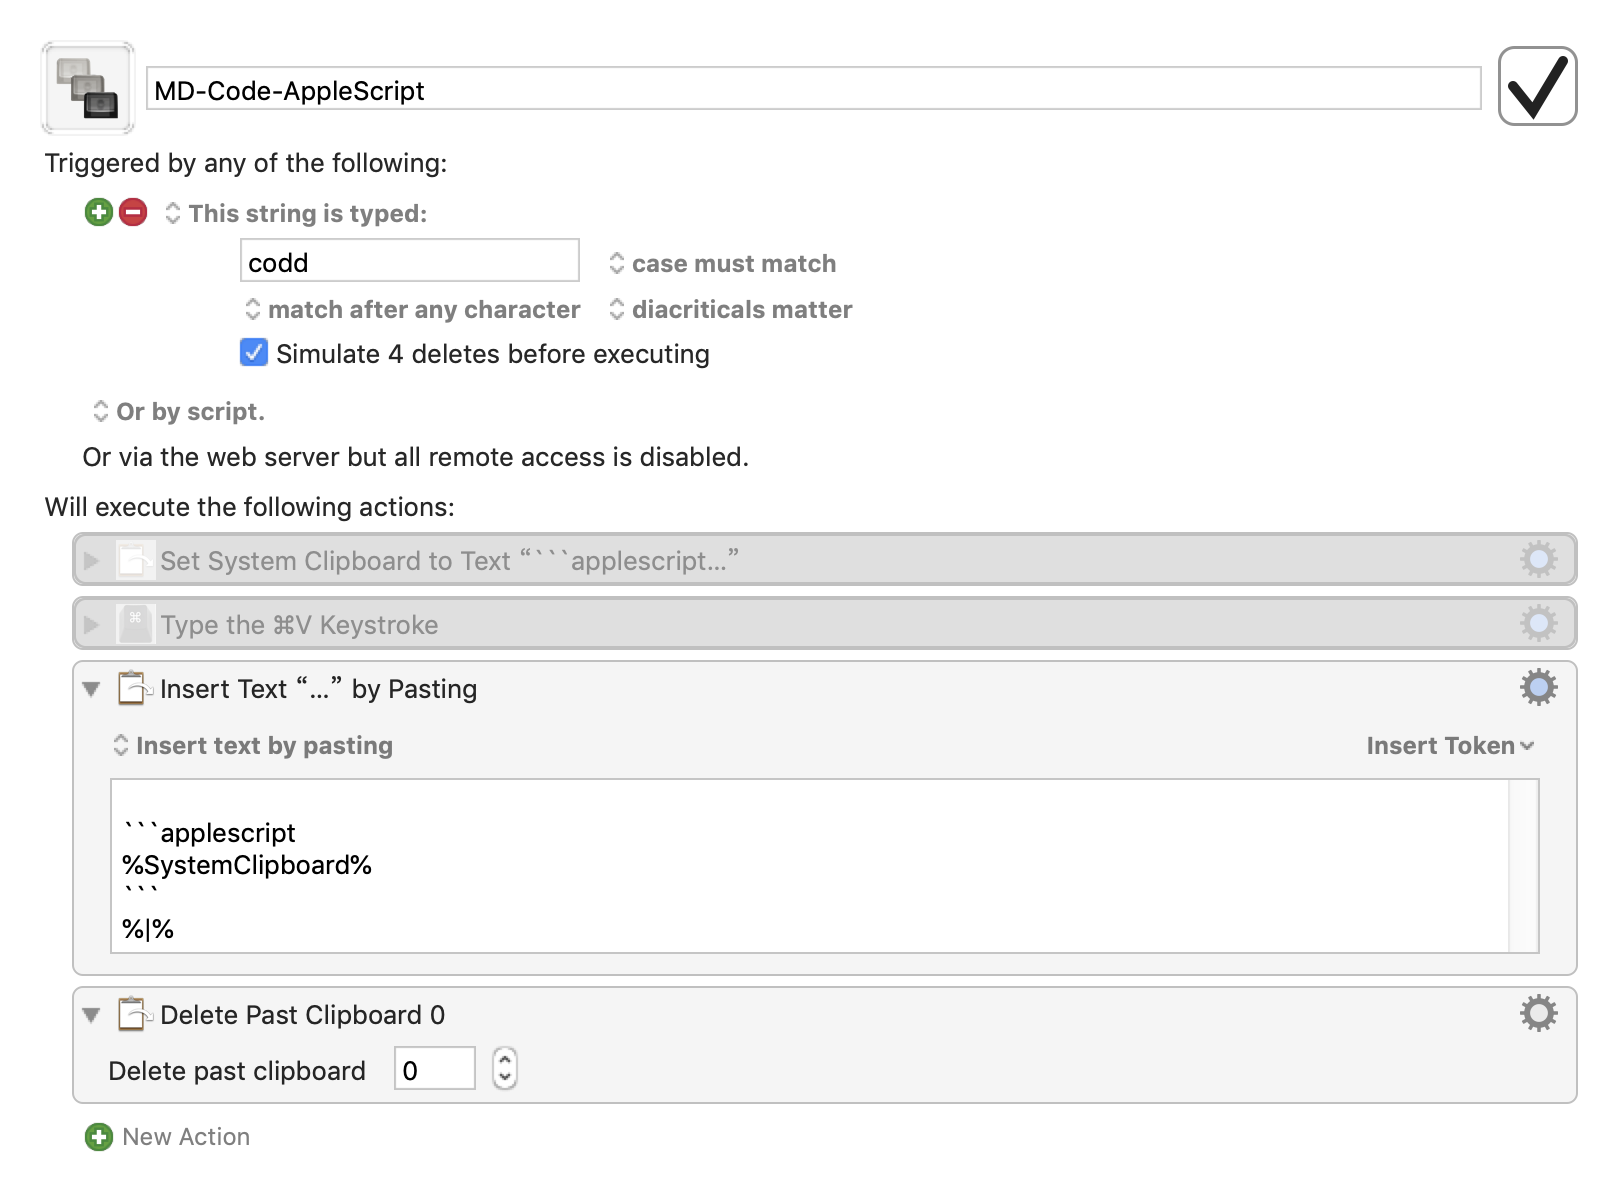 MD-Code-AppleScript
Triggered by any of the following:
This string is typed:
codd
case must match
match after any character
diacriticals matter
Simulate 4 deletes before executing
Or by script.
Or via the web server but all remote access is disabled.
Will execute the following actions:
Set System Clipboard to Text “```applescript…”
Type the ⌘V Keystroke
Insert Text “…” by Pasting
Insert text by pasting
Insert Token
```applescript
%SystemClipboard%
```
%|%
Delete Past Clipboard 0
Delete past clipboard
0
New Action